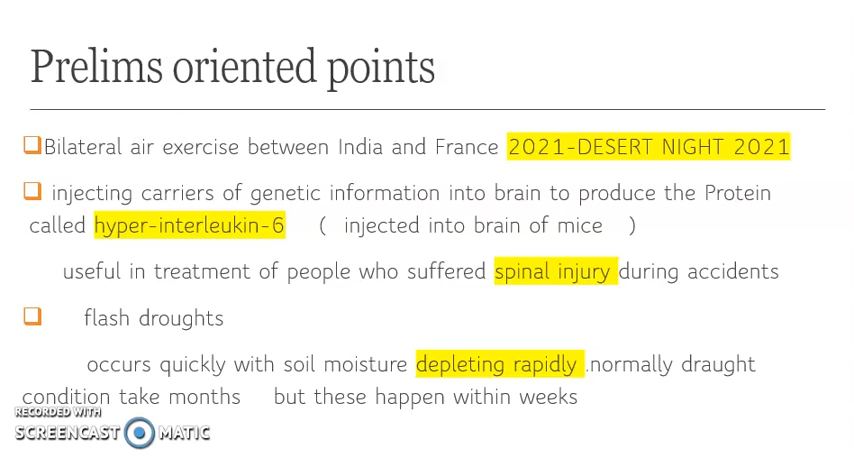 Prelims oriented points
Bilateral air exercise between India and France 2021-DESERT NIGHT 2021
injecting carriers of genetic information into brain to produce the Protein
called hyper-interleukin-6 ( injected into brain of mice )
useful in treatment of people who suffered spinal injury during accidents
flash droughts
occurs quickly with soil moisture depleting rapidly .normally draught
condition take months but these happen within weeks
RECORDED WITH
SCREENCAST MATIC